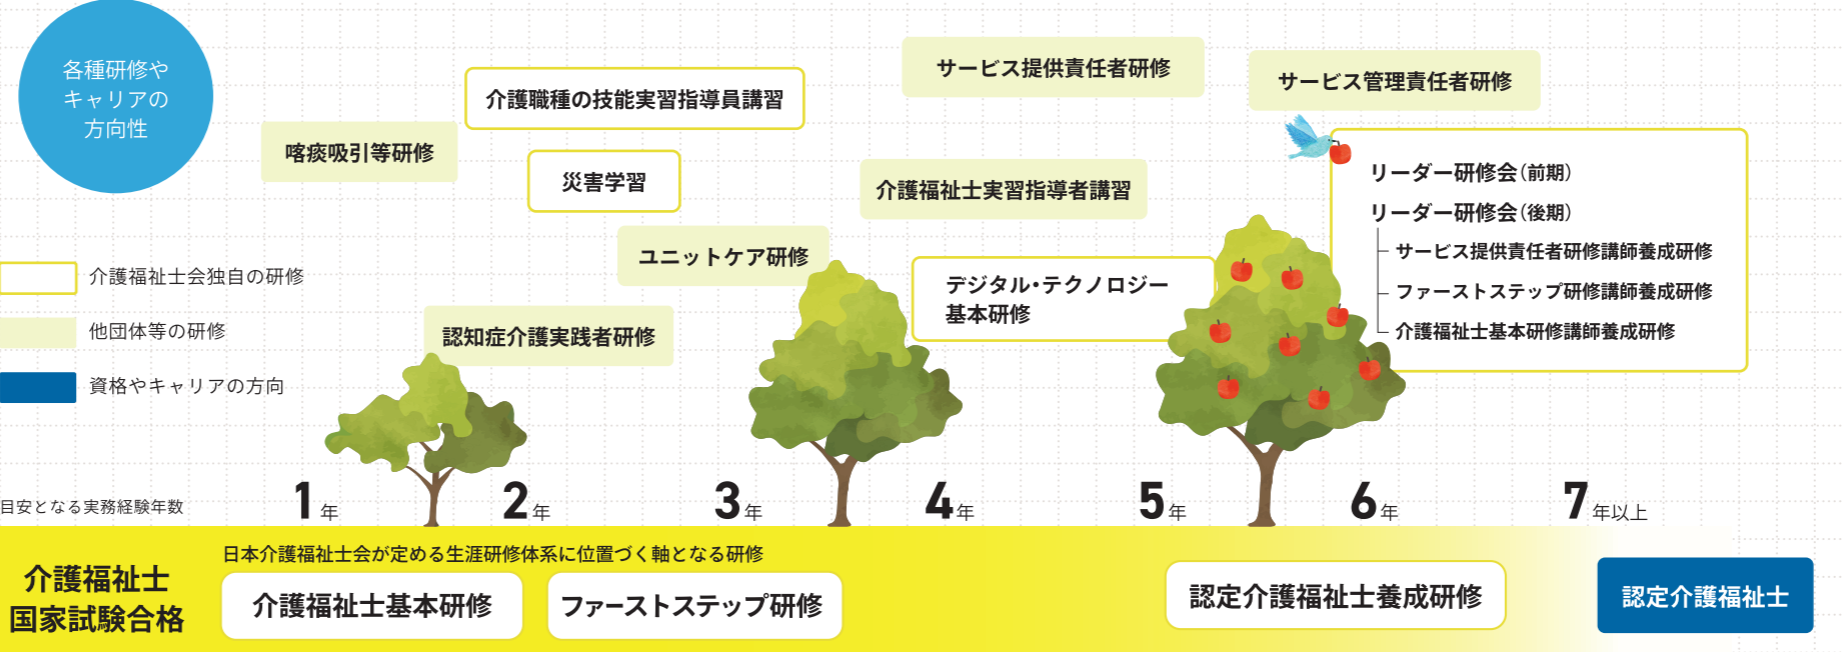 各種研修や
キャリアの
方向性
サービス提供責任者研修
サービス管理責任者研修
介護職種の技能実習指導員講習
喀痰吸引等研修
災害学習
介護福祉士実習指導者講習
リーダー研修会(前期)
リーダー研修会(後期)
サービス提供責任者研修講師養成研修
ファーストステップ研修講師養成研修
介護福祉士基本研修講師養成研修
ユニットケア研修
デジタル・テクノロジー
基本研修
認知症介護実践者研修
介護福祉士会独自の研修
他団体等の研修
資格やキャリアの方向
目安となる実務経験年数
1年 2年 3年 4年 5年 6年 7年以上
介護福祉士
国家試験合格
日本介護福祉士会が定める生涯研修体系に位置づく軸となる研修
介護福祉士基本研修
ファーストステップ研修
認定介護福祉士養成研修
認定介護福祉士